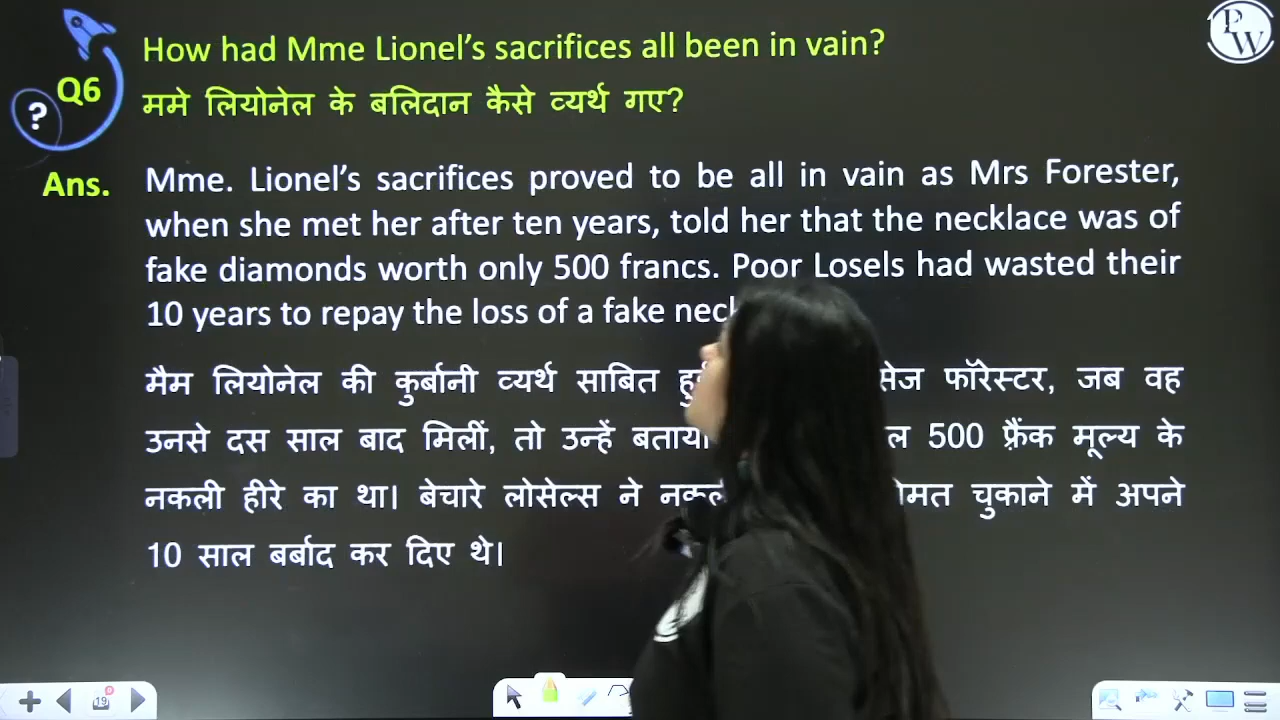 PW
How had Mme Lionel's sacrifices all been in vain?
Q6
?
ममे लियोनेल के बलिदान कैसे व्यर्थ गए?
Ans.
Mme. Lionel's sacrifices proved to be all in vain as Mrs Forester,
when she met her after ten years, told her that the necklace was of
fake diamonds worth only 500 francs. Poor Losels had wasted their
10 years to repay the loss of a fake
मैम लियोनेल की कुर्बानी व्यर्थ साबित फॉरेस्टर, जब वह
उनसे दस साल बाद मिलीं, तो उन्हें 500 फ़्रैंक मूल्य के
नकली हीरे का था। बेचारे लोसेल्स ने चुकाने में अपने
10 साल बर्बाद कर दिए थे।
19